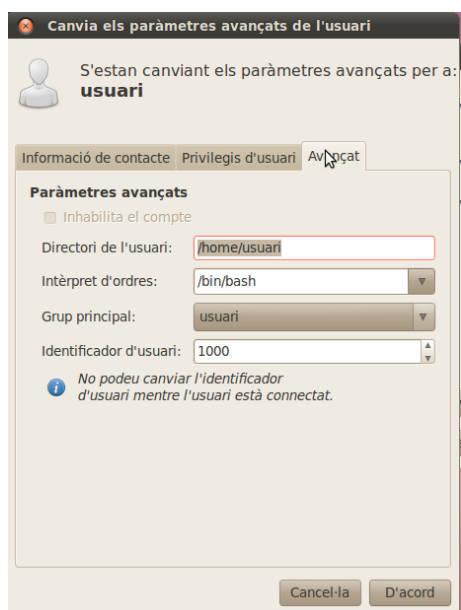 Canvia els paràmetres avançats de l'usuari
S'estan canviant els paràmetres avançats per a:
usuari
Informació de contacte Privilegis d'usuari Avançat
Paràmetres avançats
Inhabilita el compte
Directori de l'usuari: /home/usuari
Intèrpret d'ordres: /bin/bash
Grup principal: usuari
Identificador d'usuari: 1000
No podeu canviar l'identificador
d'usuari mentre l'usuari està connectat.
Cancel·la D'acord